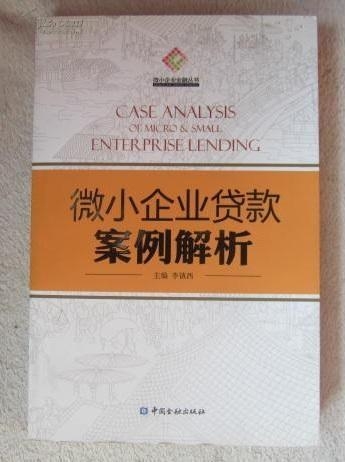 微小企业金融丛书
CASE ANALYSIS
OF MICRO & SMALL
ENTERPRISE LENDING
微小企业贷款
案例解析
主编 李镇西
中国金融出版社